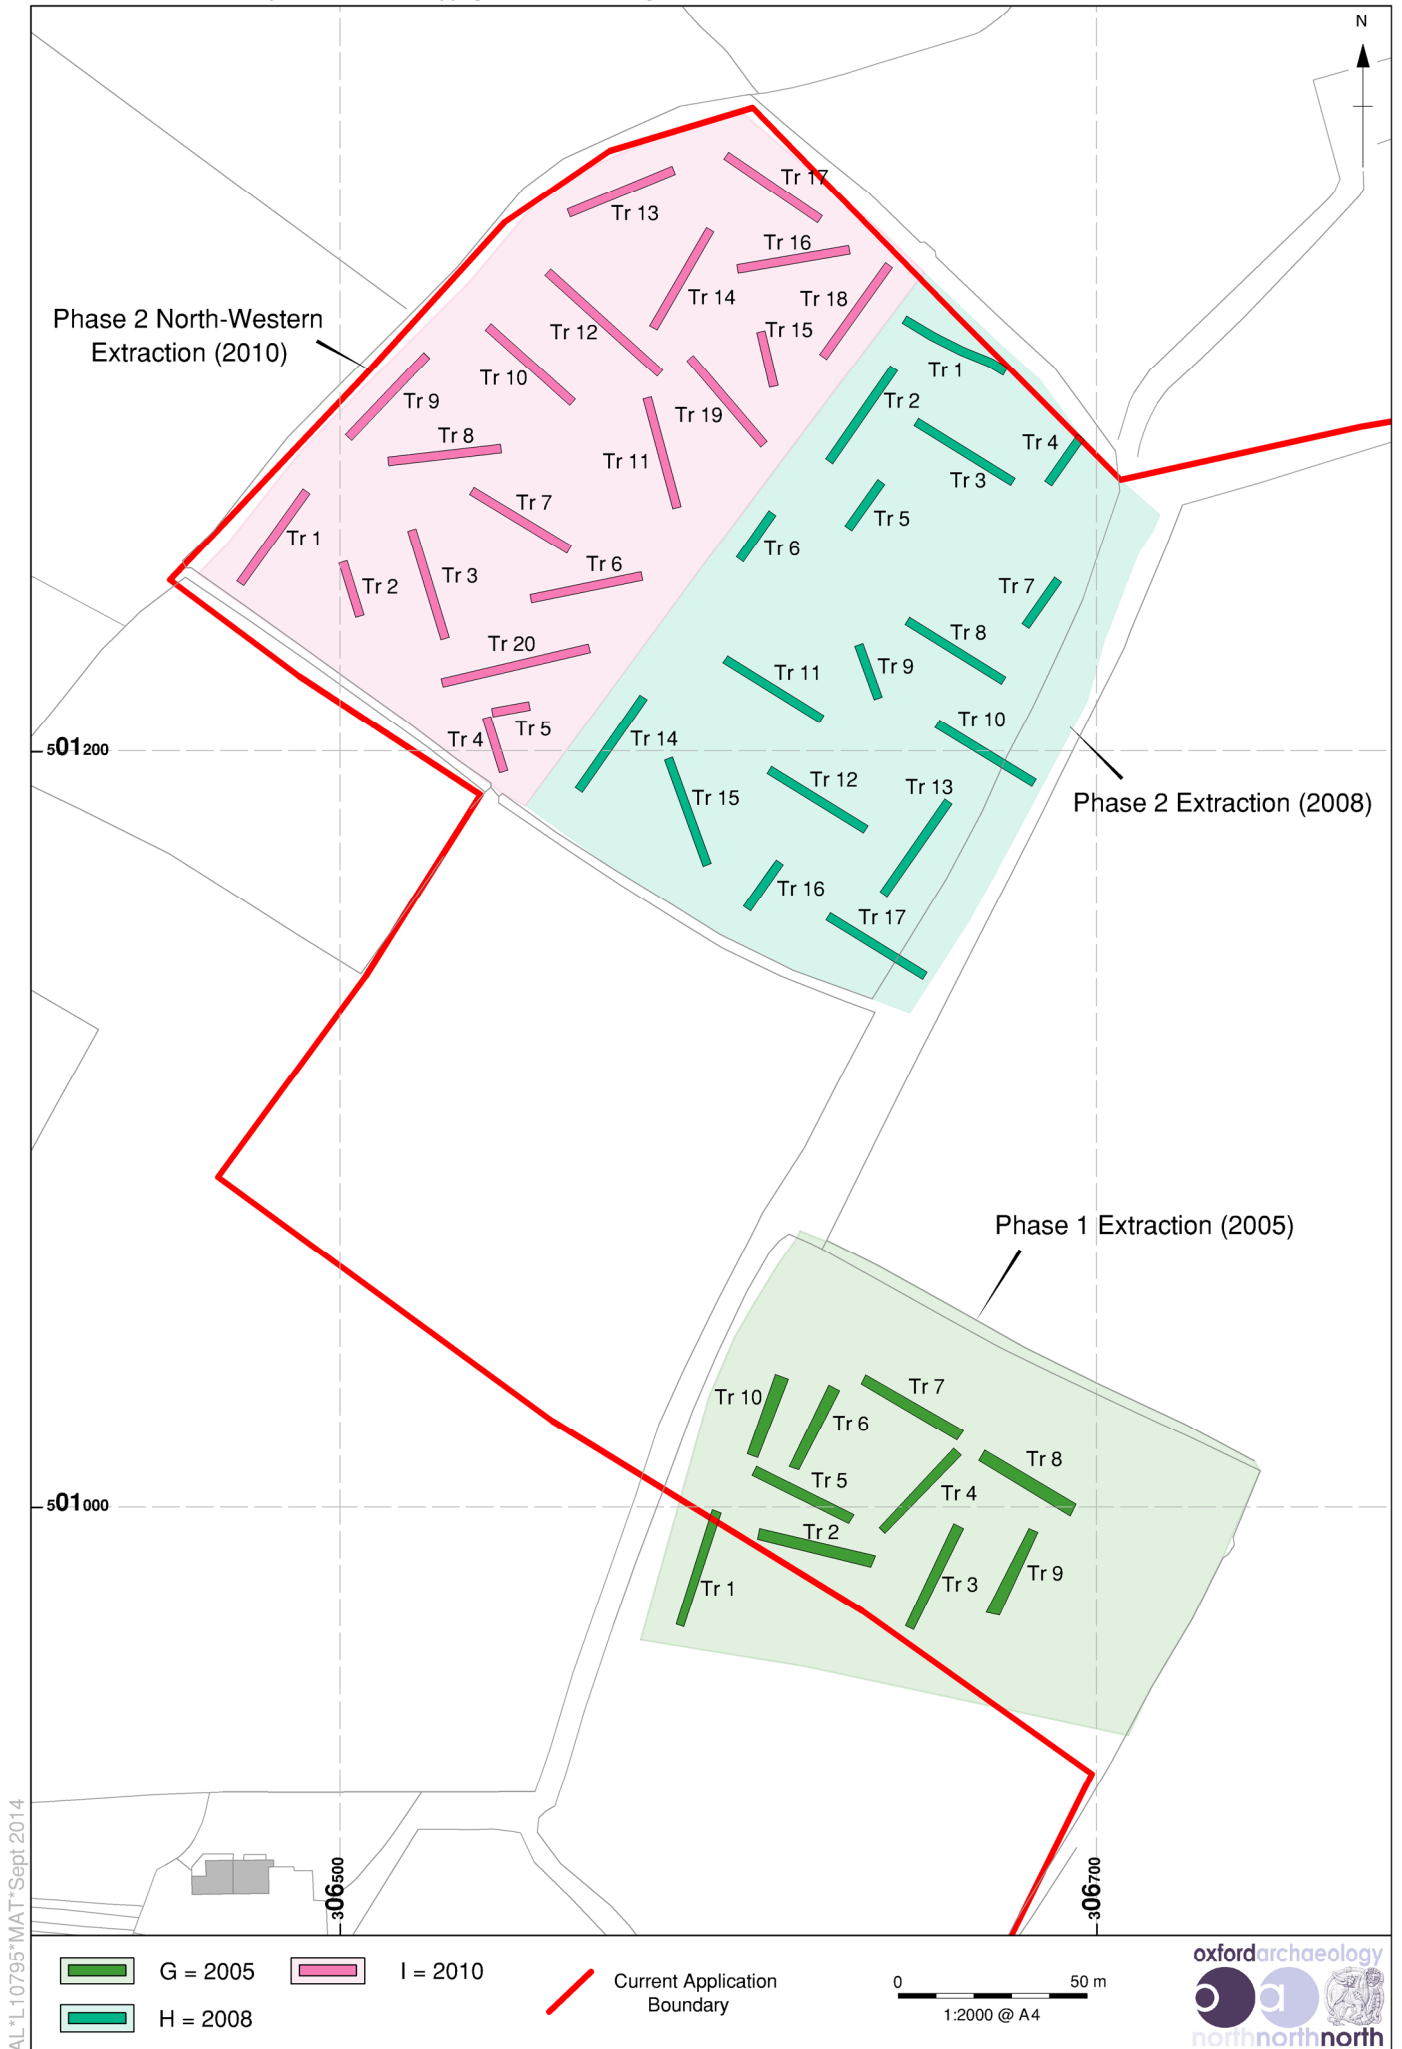 N
Tr 17
Tr 13
Tr 16
Tr 14
Tr 18
Phase 2 North-Western
Extraction (2010)
Tr 12
Tr 15
Tr 10
Tr 1
Tr 9
Tr 19
Tr 2
Tr 8
Tr 11
Tr 4
Tr 3
Tr 7
Tr 5
Tr 1
Tr 6
Tr 2
Tr 3
Tr 6
Tr 7
Tr 20
Tr 8
Tr 9
Tr 11
Tr 5
Tr 4
Tr 14
Tr 10
501200
Tr 15
Tr 12
Tr 13
Phase 2 Extraction (2008)
Tr 16
Tr 17
Phase 1 Extraction (2005)
Tr 10
Tr 7
Tr 6
Tr 8
Tr 5
Tr 4
501000
Tr 2
Tr 1
Tr 3
Tr 9
306500
306700
AL*L10795*MAT*Sept 2014
G = 2005
I = 2010
H = 2008
Current Application
Boundary
0 50 m
1:2000 @ A4
oxfordarchaeology
o a
northnorthnorth